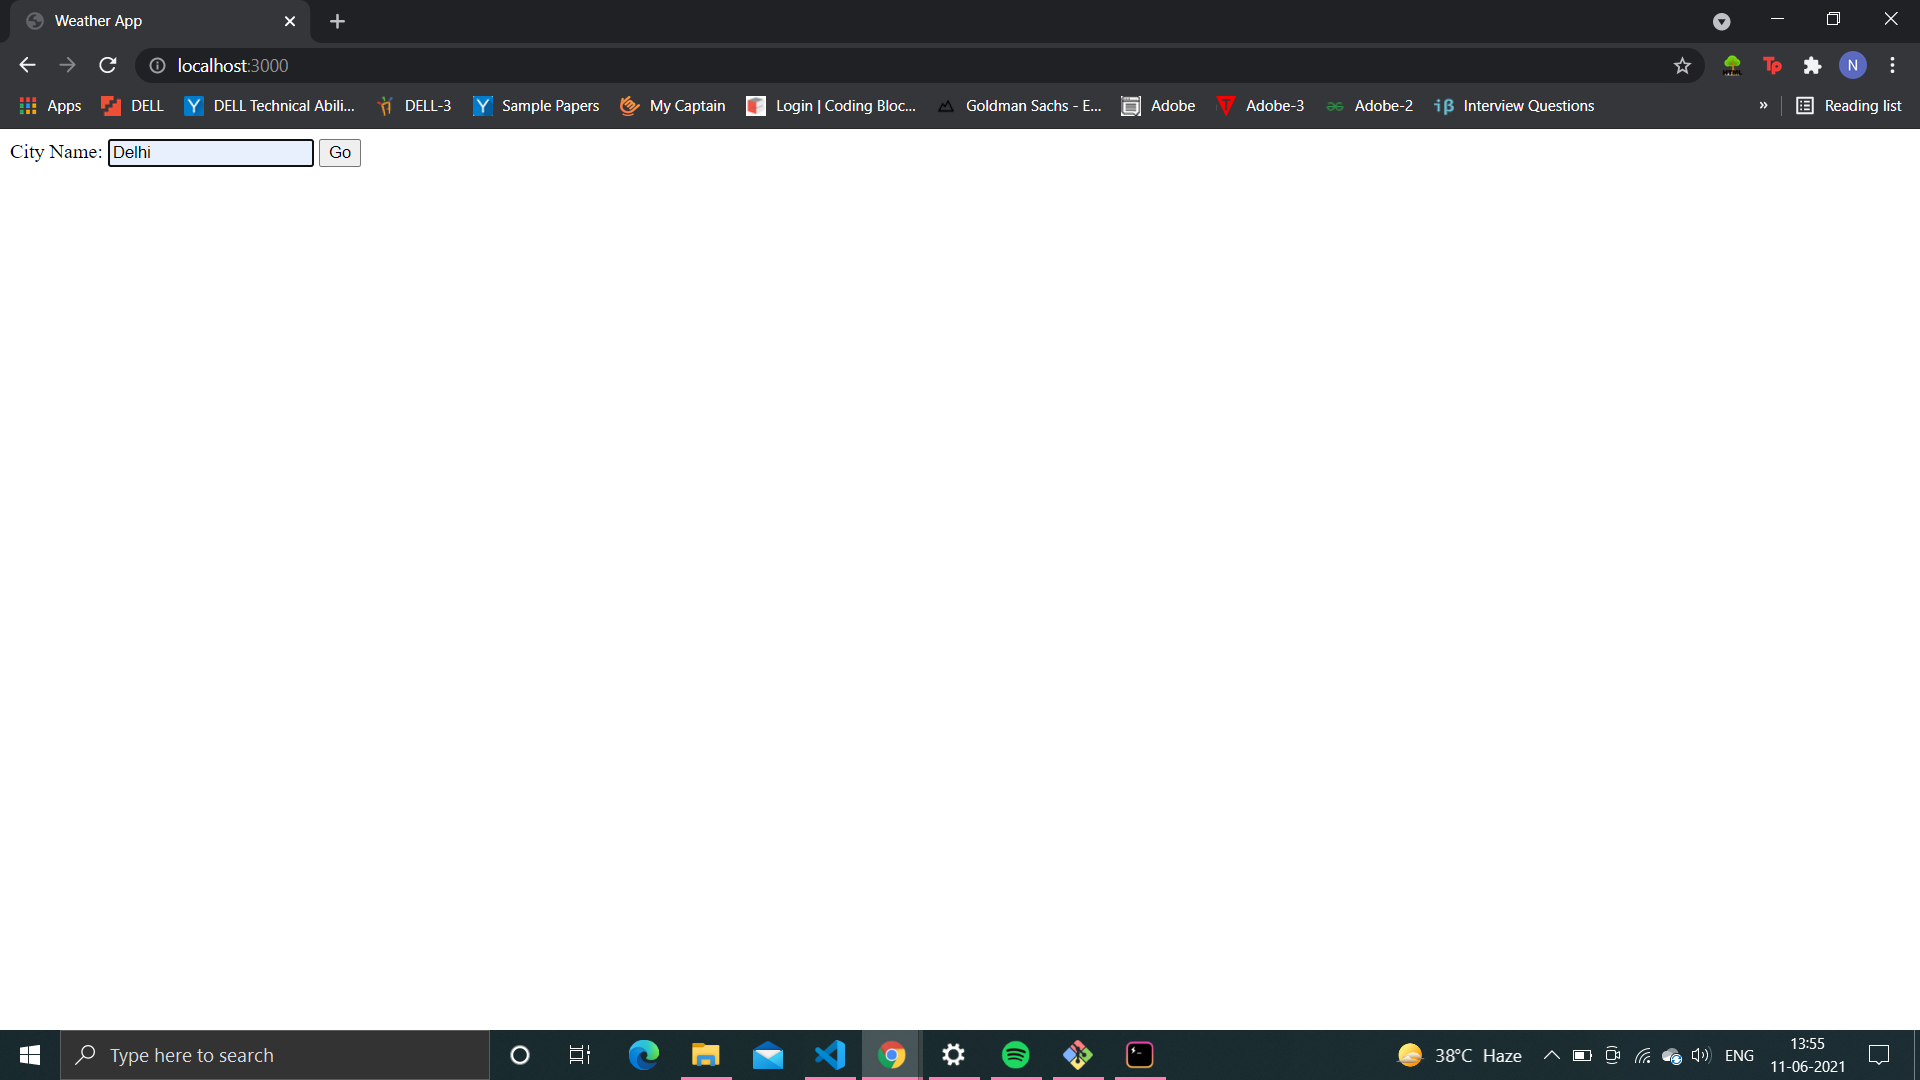 Weather App
localhost:3000
Apps DELL DELL Technical Abili... DELL-3 Sample Papers My Captain Login | Coding Bloc... Goldman Sachs - E... Adobe Adobe-3 Adobe-2 Interview Questions » Reading list
City Name: Delhi Go
Type here to search
38°C Haze ENG
13:55
11-06-2021